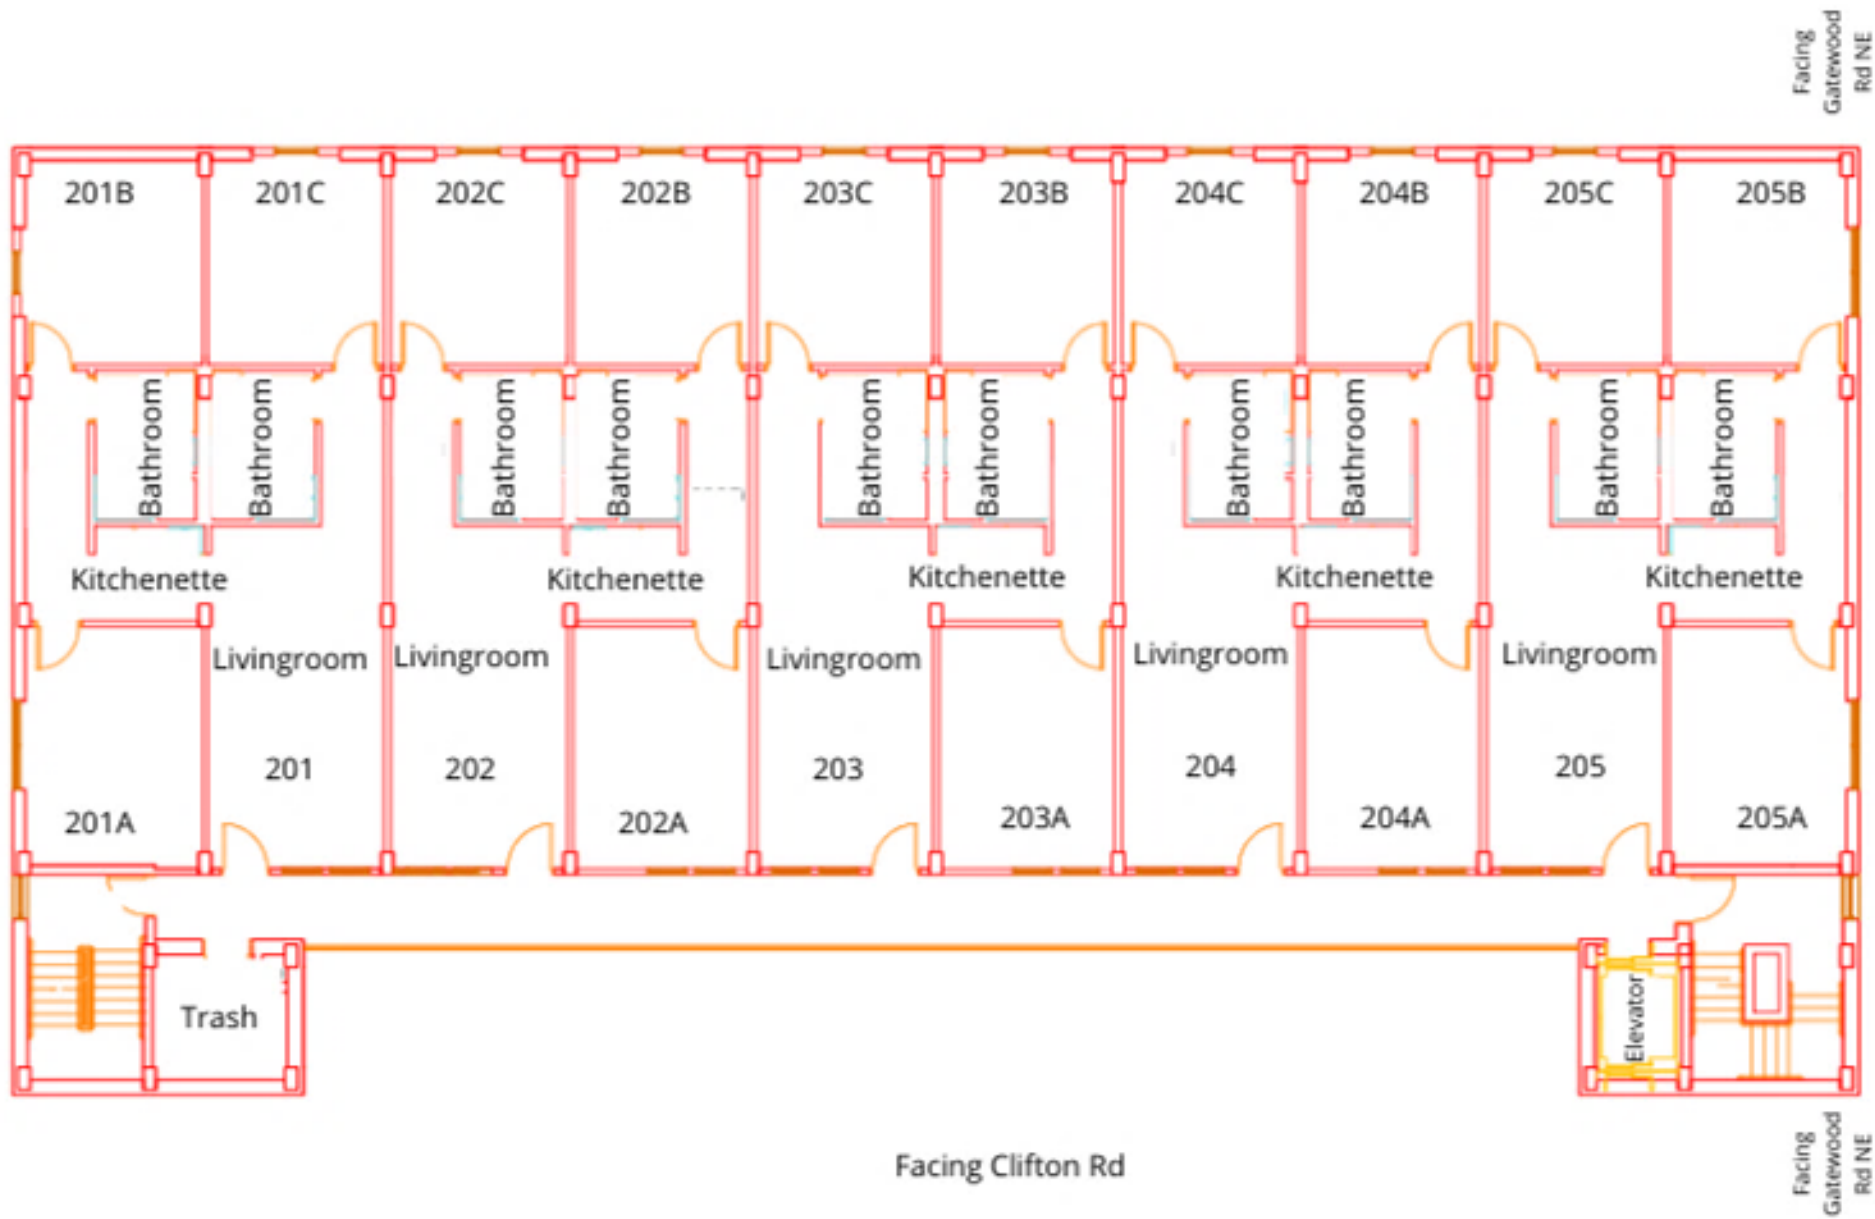 Facing
Gatewood
Rd NE
201B
201C
202C
202B
203C
203B
204C
204B
205C
205B
Bathroom
Bathroom
Bathroom
Bathroom
Bathroom
Bathroom
Bathroom
Bathroom
Bathroom
Bathroom
Kitchenette
Kitchenette
Kitchenette
Kitchenette
Kitchenette
Livingroom
Livingroom
Livingroom
Livingroom
Livingroom
201
202
203
204
205
201A
202A
203A
204A
205A
Trash
Elevator
Facing Clifton Rd
Facing
Gatewood
Rd NE